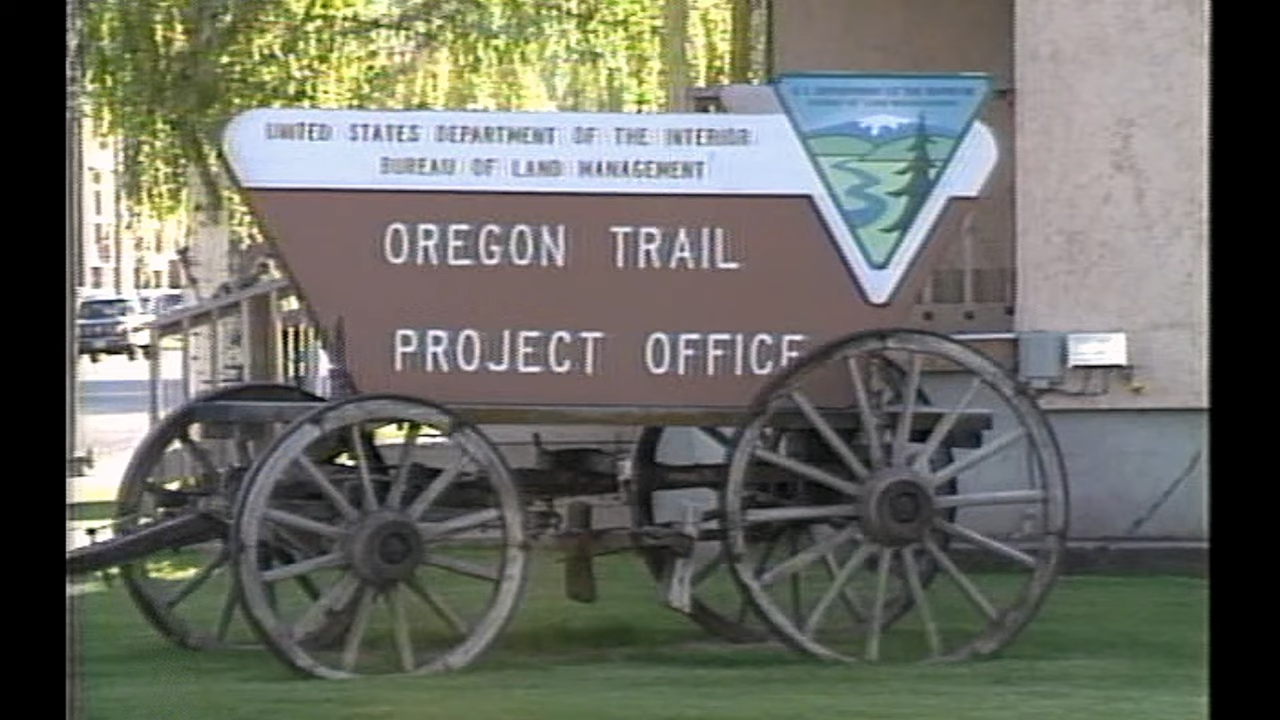 UNITED STATES DEPARTMENT OF THE INTERIOR
BUREAU OF LAND MANAGEMENT
OREGON TRAIL
PROJECT OFFICE